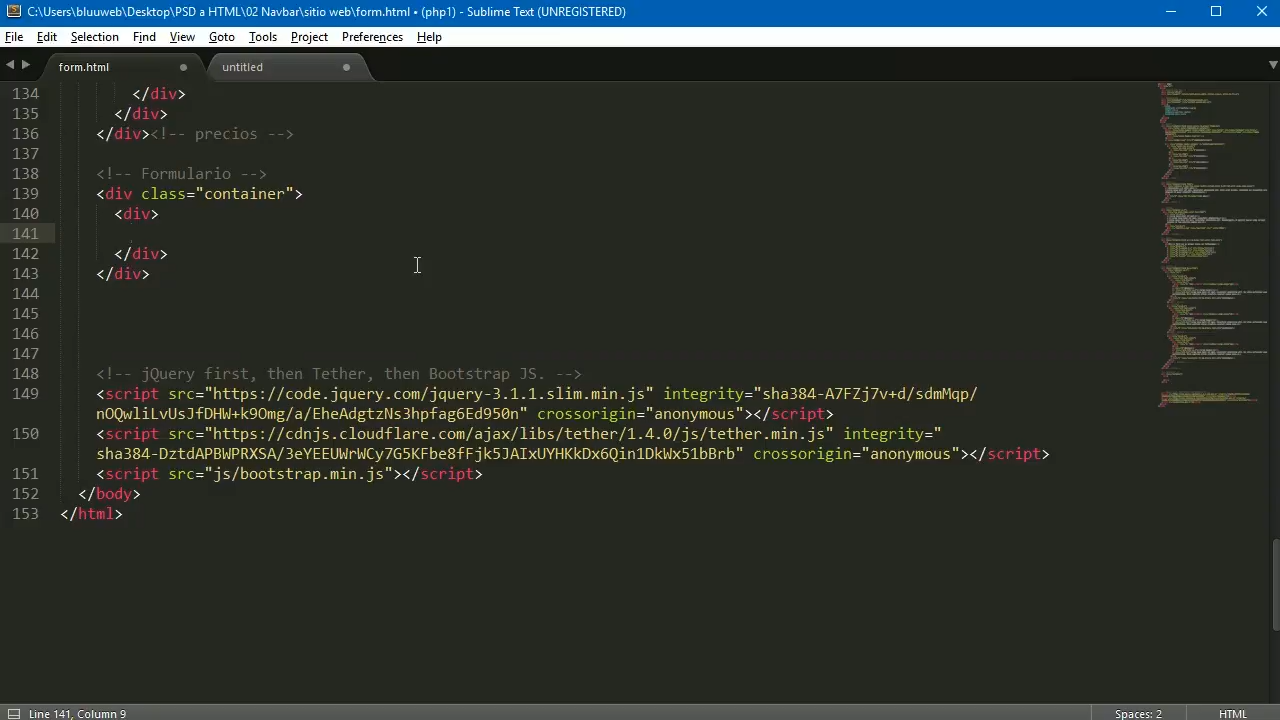 C:\Users\bluuweb\Desktop\PSD a HTML\02 Navbar\sitio web\form.html • (php1) - Sublime Text (UNREGISTERED)
File Edit Selection Find View Goto Tools Project Preferences Help
form.html untitled
134 </div>
135 </div>
136 </div><!-- precios -->
137
138 <!-- Formulario -->
139 <div class="container">
140 <div>
141
142 </div>
143 </div>
144
145
146
147
148 <!-- jQuery first, then Tether, then Bootstrap JS. -->
149 <script src="https://code.jquery.com/jquery-3.1.1.slim.min.js" integrity="sha384-A7FZj7v+d/sdmMqp/
nOQwliLvUsJfDHW+k9Omg/a/EheAdgtzNs3hpfag6Ed950n" crossorigin="anonymous"></script>
150 <script src="https://cdnjs.cloudflare.com/ajax/libs/tether/1.4.0/js/tether.min.js" integrity="
sha384-DztdAPBWPRXSA/3eYEEUWrWCy7G5KFbe8fFjk5JAIxUYHKkDx6Qin1DkWx51bBrb" crossorigin="anonymous"></script>
151 <script src="js/bootstrap.min.js"></script>
152 </body>
153 </html>
Line 141, Column 9 Spaces: 2 HTML